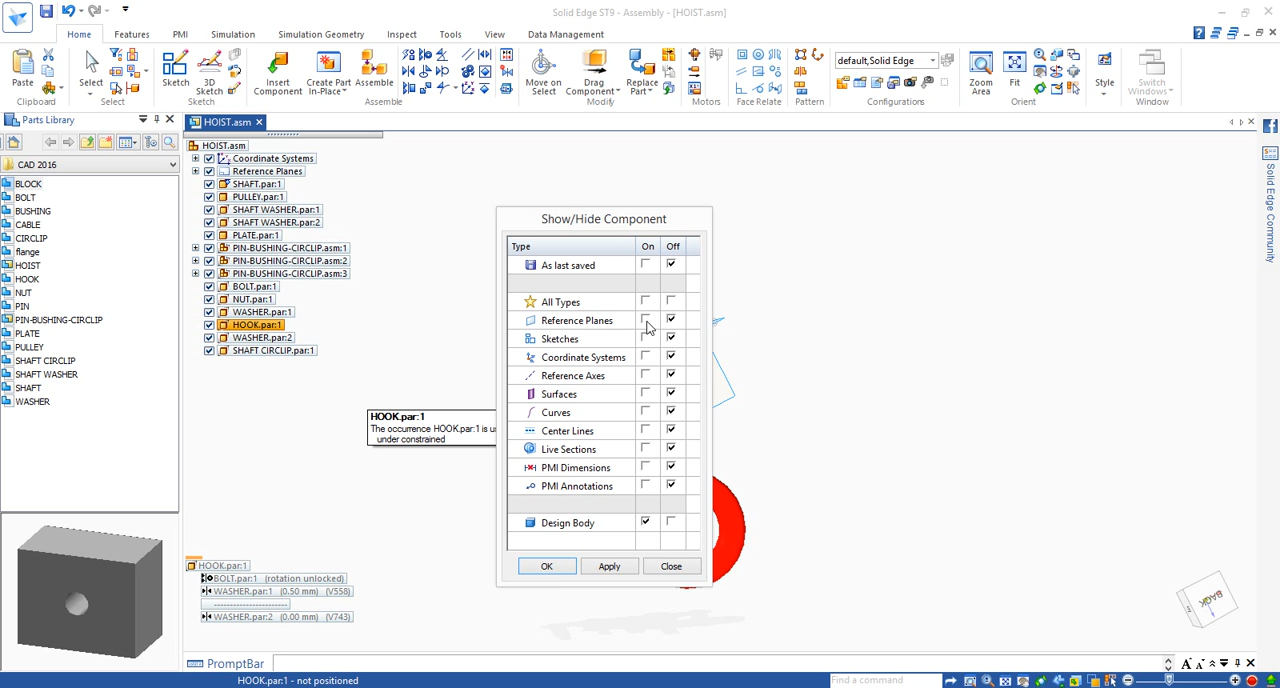 Solid Edge ST9 - Assembly - [HOIST.asm]
Home Features PMI Simulation Simulation Geometry Inspect Tools View Data Management
Paste Select Sketch 3D Sketch Insert Component Create Part In-Place Assemble Move on Select Drag Component Replace Part default,Solid Edge Zoom Area Fit Style Switch Windows
Clipboard Select Sketch Assemble Modify Motors Face Relate Pattern Configurations Orient Window
Parts Library
HOIST.asm
CAD 2016
BLOCK
BOLT
BUSHING
CABLE
CIRCLIP
flange
HOIST
HOOK
NUT
PIN
PIN-BUSHING-CIRCLIP
PLATE
PULLEY
SHAFT CIRCLIP
SHAFT WASHER
SHAFT
WASHER
HOIST.asm
Coordinate Systems
Reference Planes
SHAFT.par:1
PULLEY.par:1
SHAFT WASHER.par:1
SHAFT WASHER.par:2
PLATE.par:1
PIN-BUSHING-CIRCLIP.asm:1
PIN-BUSHING-CIRCLIP.asm:2
PIN-BUSHING-CIRCLIP.asm:3
BOLT.par:1
NUT.par:1
WASHER.par:1
HOOK.par:1
WASHER.par:2
SHAFT CIRCLIP.par:1
HOOK.par:1
The occurrence HOOK.par:1 is u
under constrained
Show/Hide Component
Type On Off
As last saved
All Types
Reference Planes
Sketches
Coordinate Systems
Reference Axes
Surfaces
Curves
Center Lines
Live Sections
PMI Dimensions
PMI Annotations
Design Body
OK Apply Close
HOOK.par:1
BOLT.par:1 (rotation unlocked)
WASHER.par:1 (0.50 mm) (V558)
WASHER.par:2 (0.00 mm) (V743)
BACK
Solid Edge Community
PromptBar
HOOK.par:1 - not positioned
Find a command